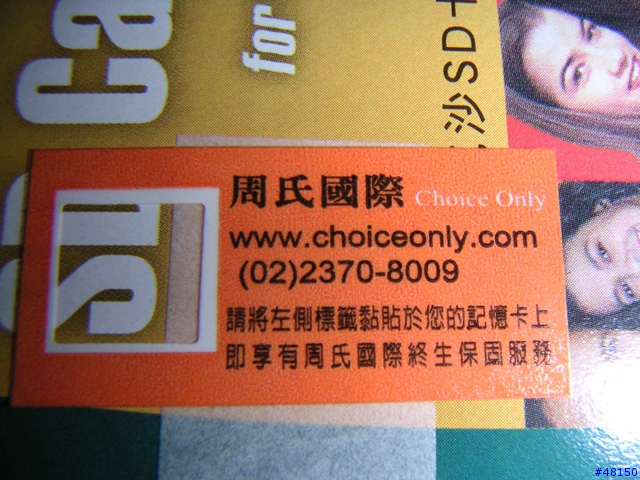 SD Ca
for
沙SD卡
周氏國際 Choice Only
www.choiceonly.com
(02)2370-8009
請將左側標籤黏貼於您的記憶卡上
即享有周氏國際終生保固服務
#48150